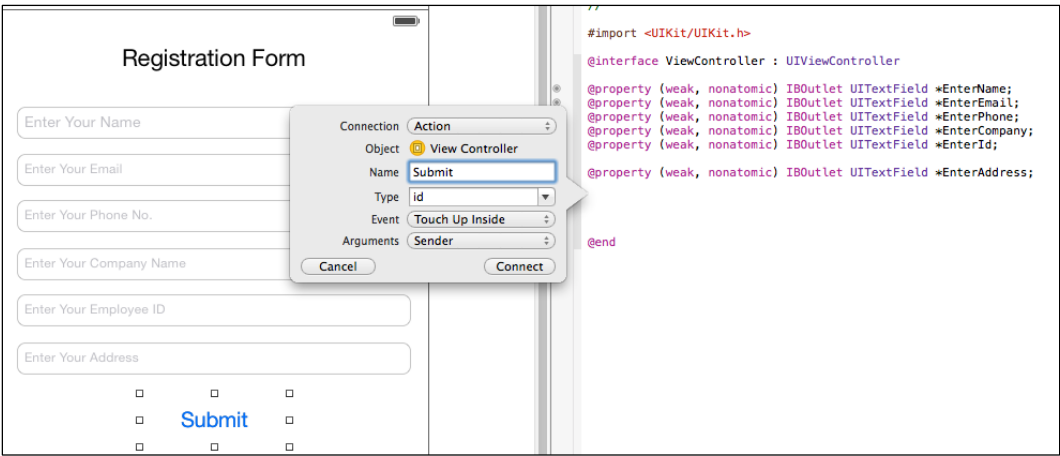 Registration Form
Enter Your Name
Enter Your Email
Enter Your Phone No.
Enter Your Company Name
Enter Your Employee ID
Enter Your Address
Submit
Connection Action
Object View Controller
Name Submit
Type id
Event Touch Up Inside
Arguments Sender
Cancel Connect
//
#import <UIKit/UIKit.h>
@interface ViewController : UIViewController
@property (weak, nonatomic) IBOutlet UITextField *EnterName;
@property (weak, nonatomic) IBOutlet UITextField *EnterEmail;
@property (weak, nonatomic) IBOutlet UITextField *EnterPhone;
@property (weak, nonatomic) IBOutlet UITextField *EnterCompany;
@property (weak, nonatomic) IBOutlet UITextField *EnterId;
@property (weak, nonatomic) IBOutlet UITextField *EnterAddress;
@end